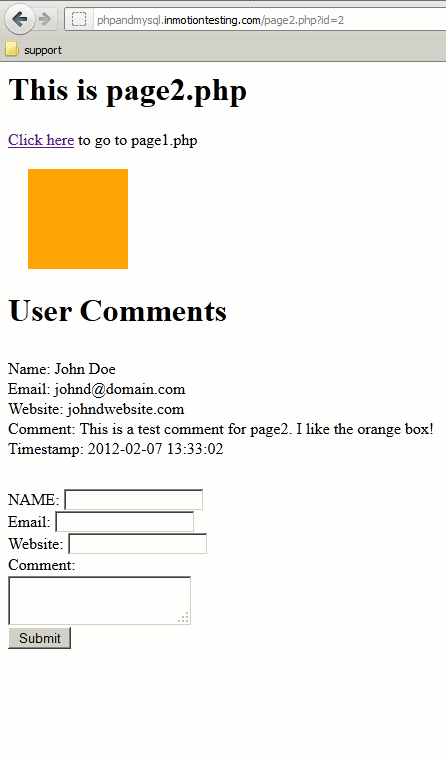 phpandmysql.inmotiontesting.com/page2.php?id=2
support
This is page2.php
Click here to go to page1.php
User Comments
Name: John Doe
Email: johnd@domain.com
Website: johndwebsite.com
Comment: This is a test comment for page2. I like the orange box!
Timestamp: 2012-02-07 13:33:02
NAME:
Email:
Website:
Comment:
Submit